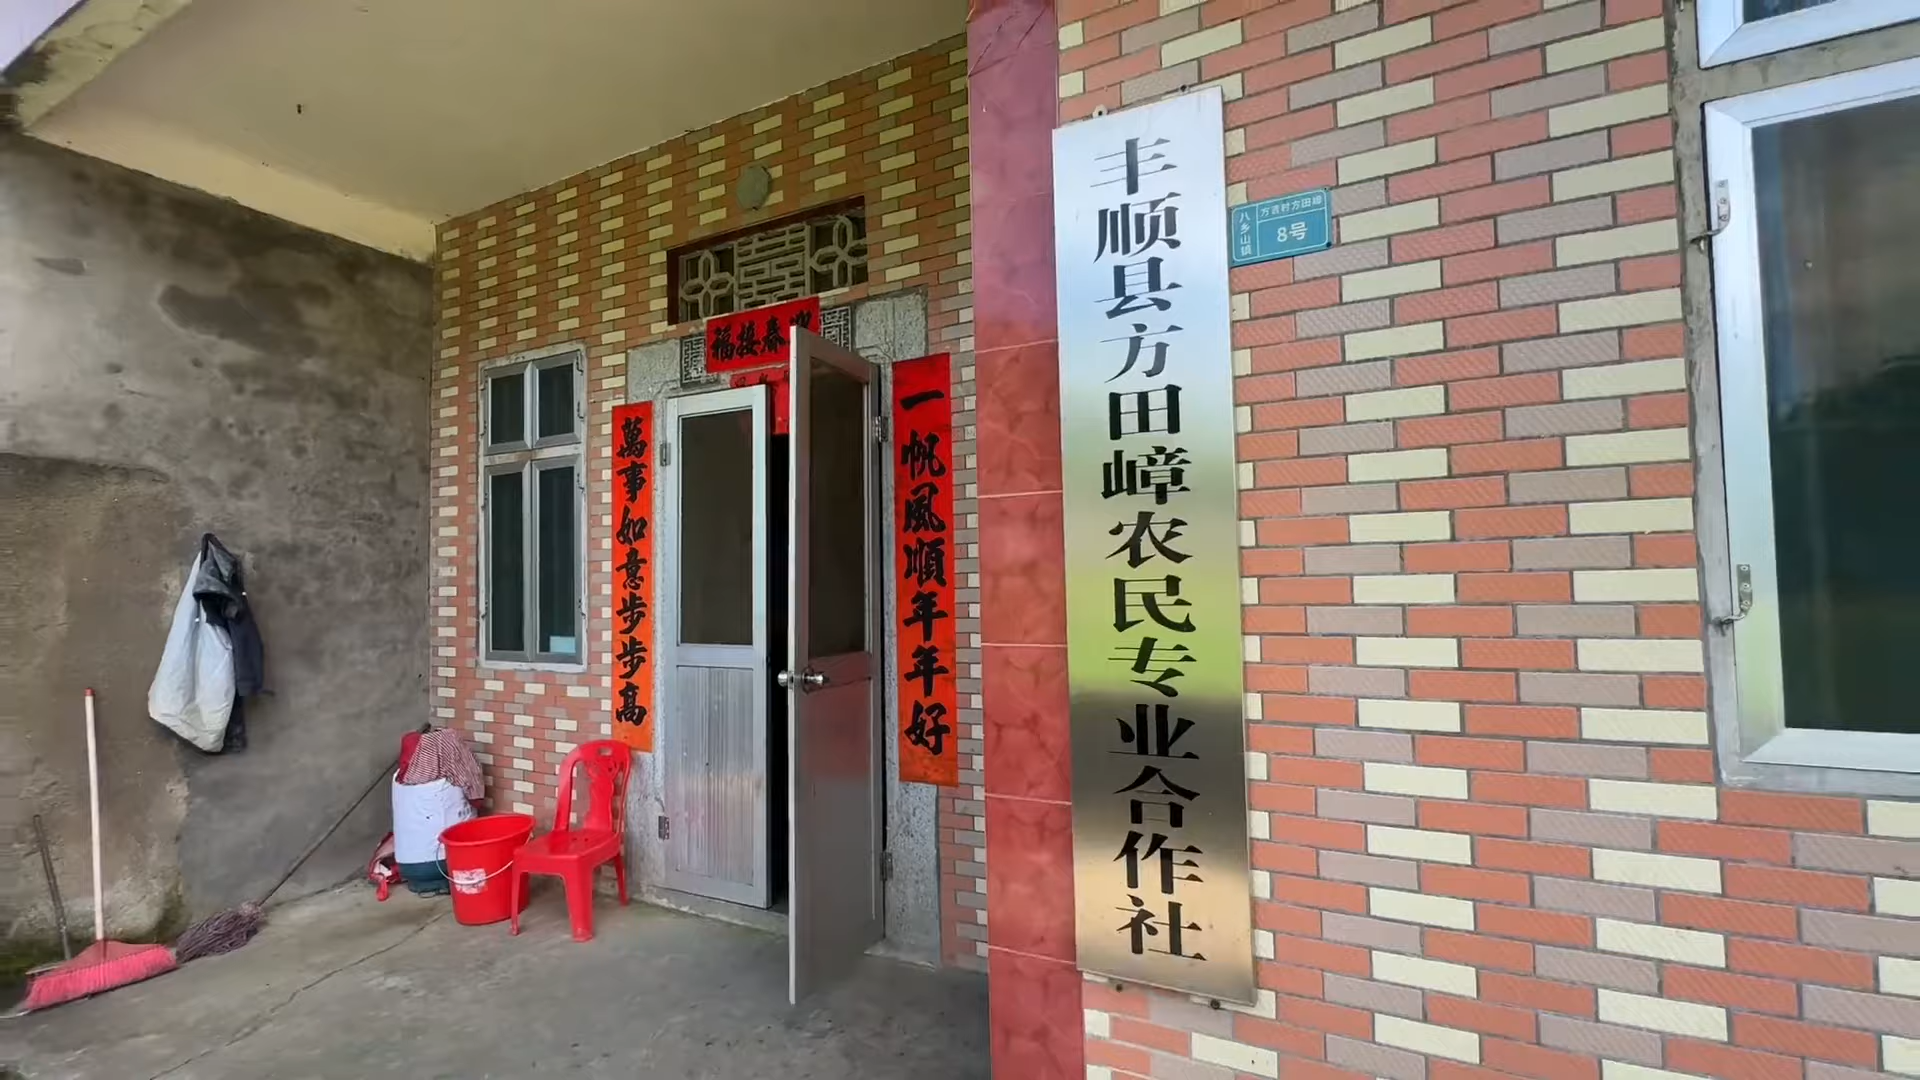 丰顺县方田嶂农民专业合作社
八乡山镇
方吉村方田嶂
8号
福接春迎
一帆風順年年好
萬事如意步步高